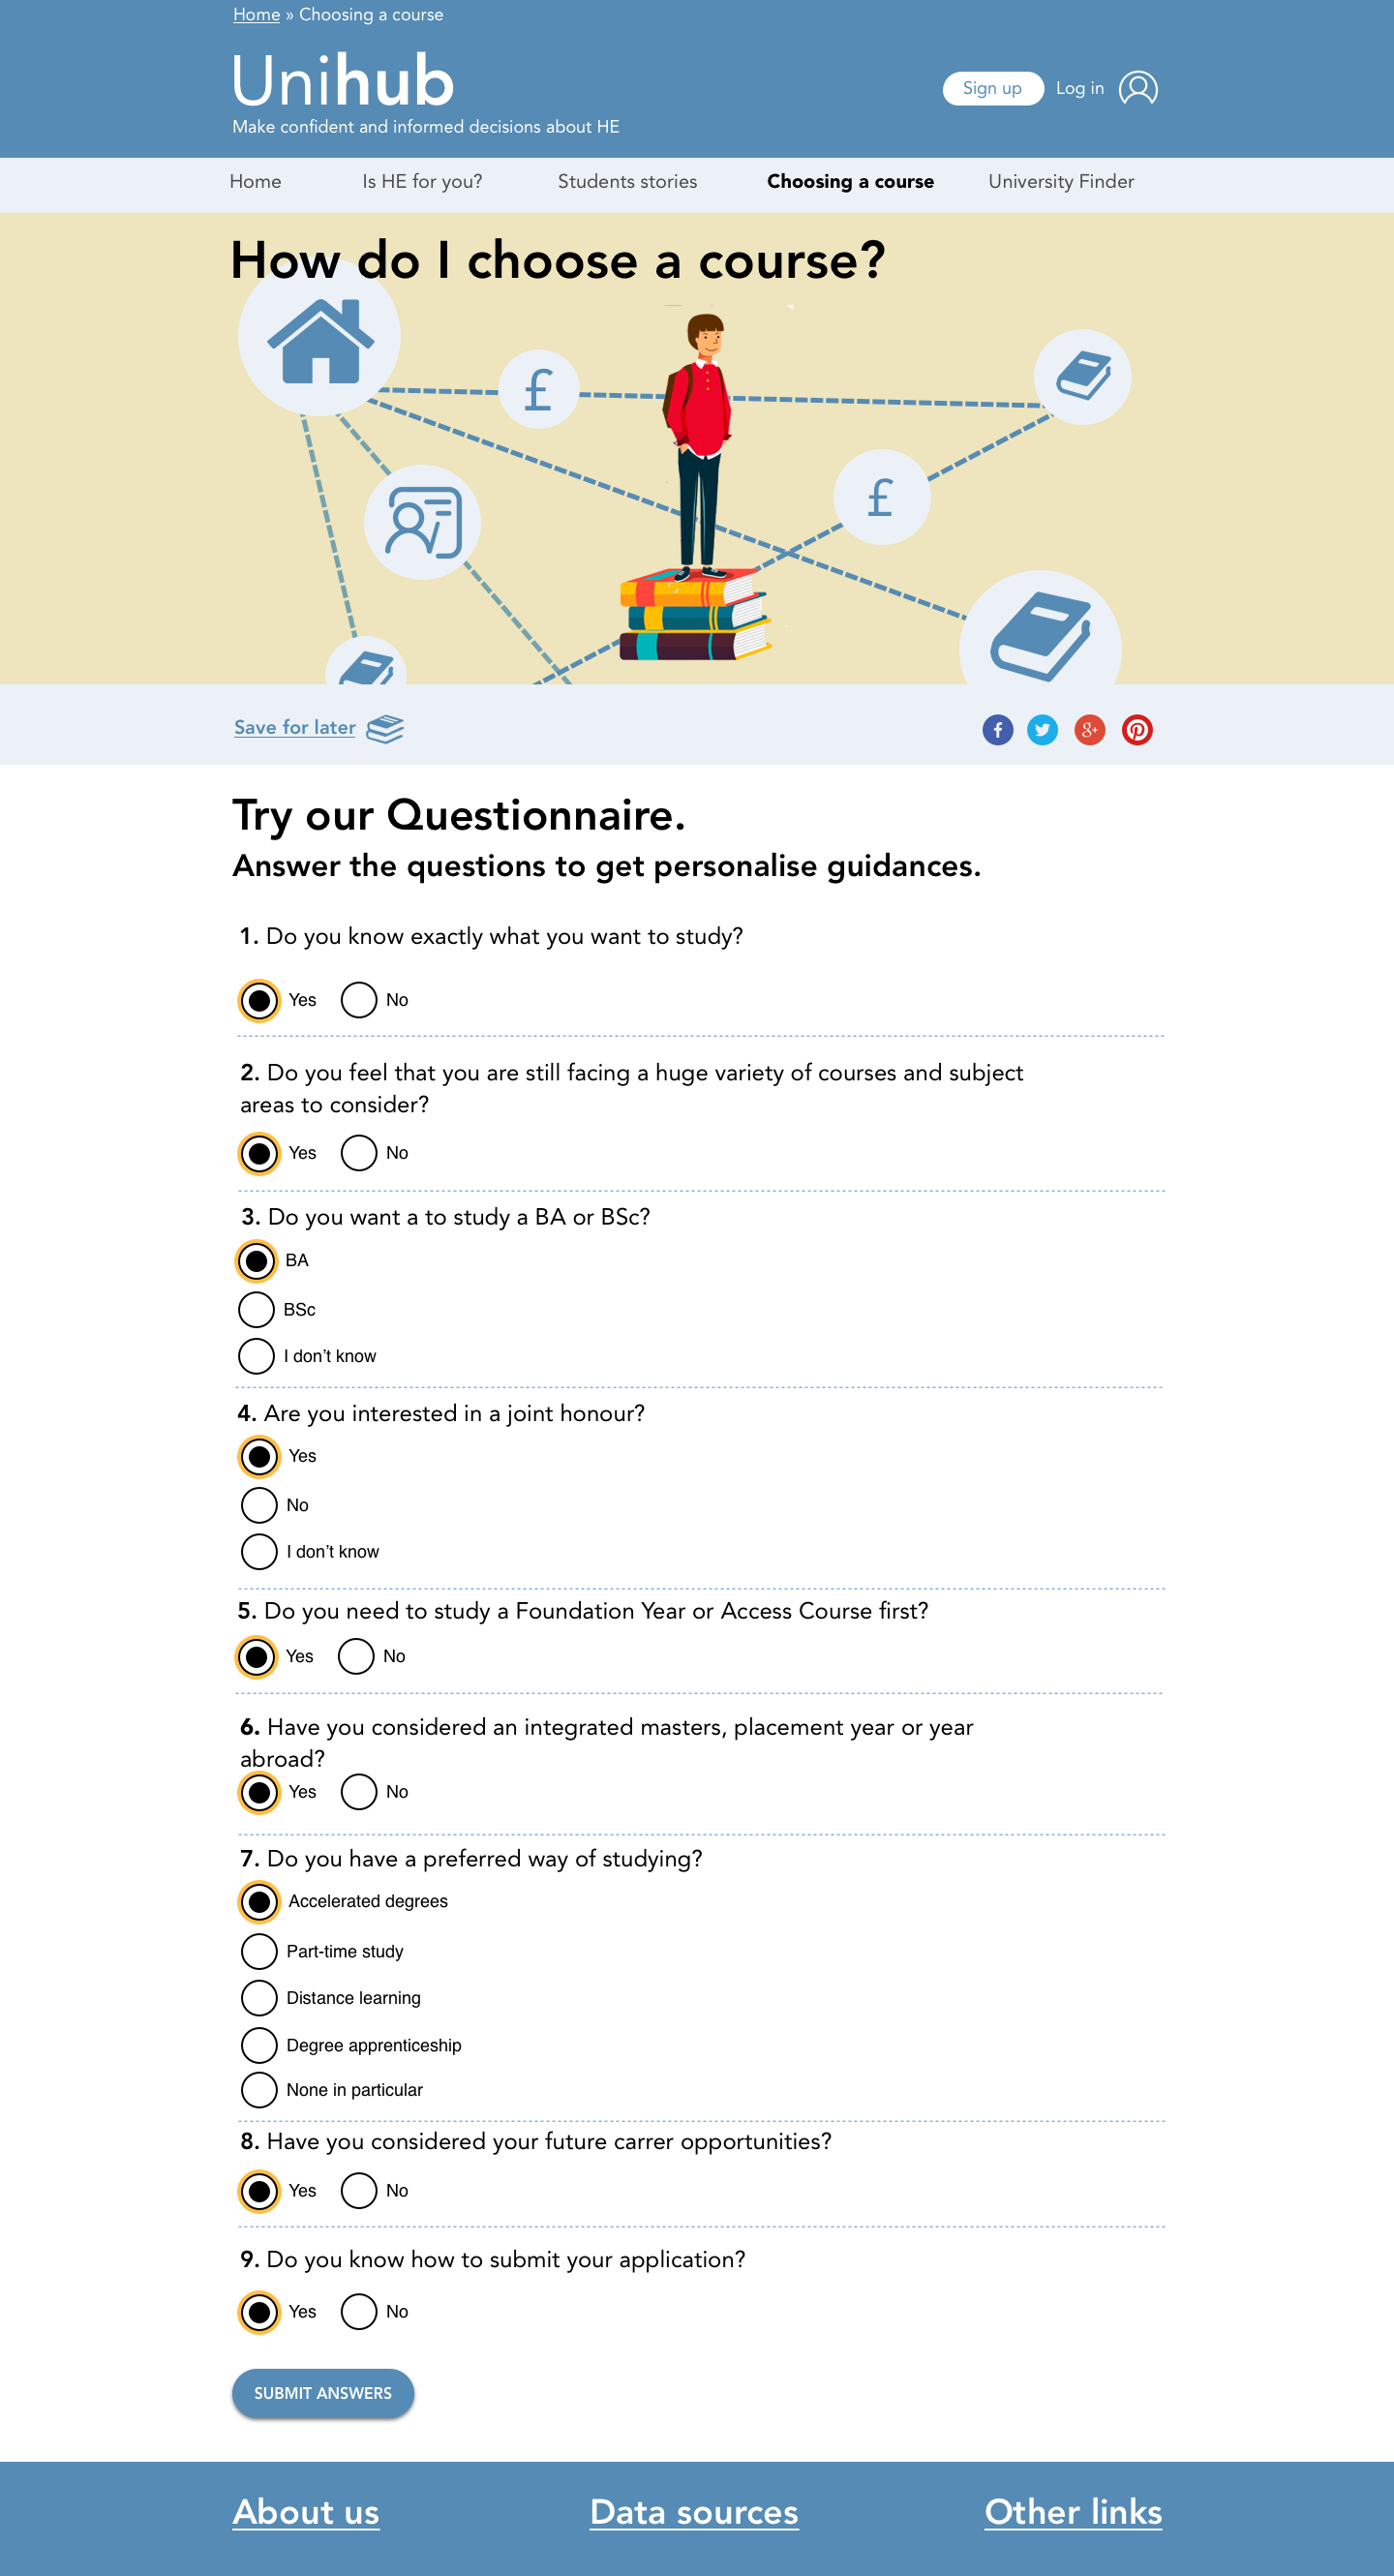 Home » Choosing a course
Unihub
Sign up Log in
Make confident and informed decisions about HE
Home Is HE for you? Students stories Choosing a course University Finder
How do I choose a course?
£
£
Save for later
f g+
Try our Questionnaire.
Answer the questions to get personalise guidances.
1. Do you know exactly what you want to study?
Yes No
2. Do you feel that you are still facing a huge variety of courses and subject
areas to consider?
Yes No
3. Do you want a to study a BA or BSc?
BA
BSc
I don't know
4. Are you interested in a joint honour?
Yes
No
I don't know
5. Do you need to study a Foundation Year or Access Course first?
Yes No
6. Have you considered an integrated masters, placement year or year
abroad?
Yes No
7. Do you have a preferred way of studying?
Accelerated degrees
Part-time study
Distance learning
Degree apprenticeship
None in particular
8. Have you considered your future carrer opportunities?
Yes No
9. Do you know how to submit your application?
Yes No
SUBMIT ANSWERS
About us Data sources Other links